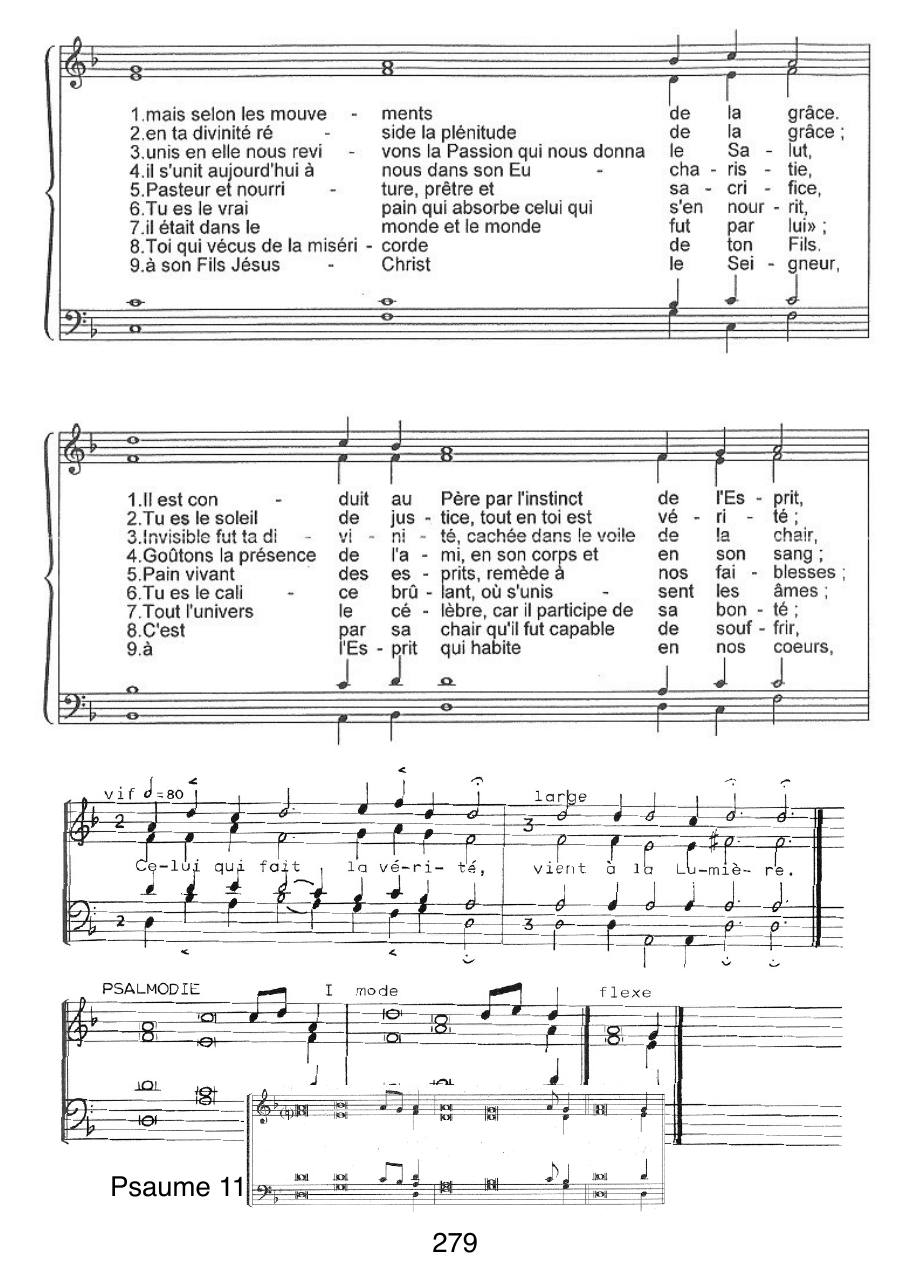 1.mais selon les mouve - ments de la grâce.
2.en ta divinité ré - side la plénitude de la grâce ;
3.unis en elle nous revi - vons la Passion qui nous donna le Sa - lut,
4.il s'unit aujourd'hui à nous dans son Eu - cha - ris - tie,
5.Pasteur et nourri - ture, prêtre et sa - cri - fice,
6.Tu es le vrai pain qui absorbe celui qui s'en nour - rit,
7.il était dans le monde et le monde fut par lui» ;
8.Toi qui vécus de la miséri - corde de ton Fils.
9.à son Fils Jésus - Christ le Sei - gneur,
1.Il est con - duit au Père par l'instinct de l'Es - prit,
2.Tu es le soleil de jus - tice, tout en toi est vé - ri - té ;
3.Invisible fut ta di - vi - ni - té, cachée dans le voile de la chair,
4.Goûtons la présence de l'a - mi, en son corps et en son sang ;
5.Pain vivant des es - prits, remède à nos fai - blesses ;
6.Tu es le cali - ce brû - lant, où s'unis - sent les âmes ;
7.Tout l'univers le cé - lèbre, car il participe de sa bon - té ;
8.C'est par sa chair qu'il fut capable de souf - frir,
9.à l'Es - prit qui habite en nos coeurs,
vif =80 large
2 3
Ce-lui qui fait la vé-ri- té, vient à la Lu-miè- re.
2 3
PSALMODIE I mode flexe
Psaume 11
279